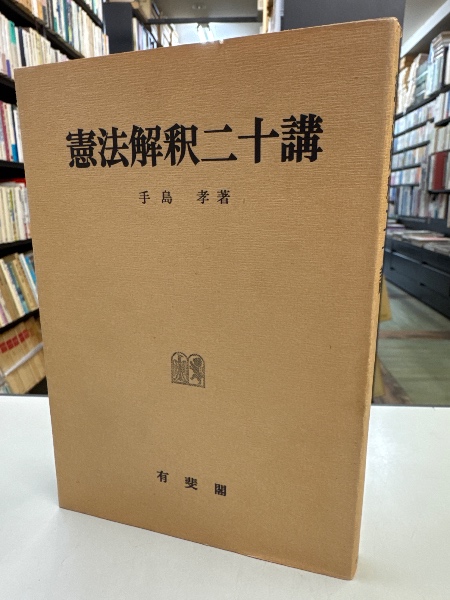 憲法解釈二十講
手島 孝著
有斐閣